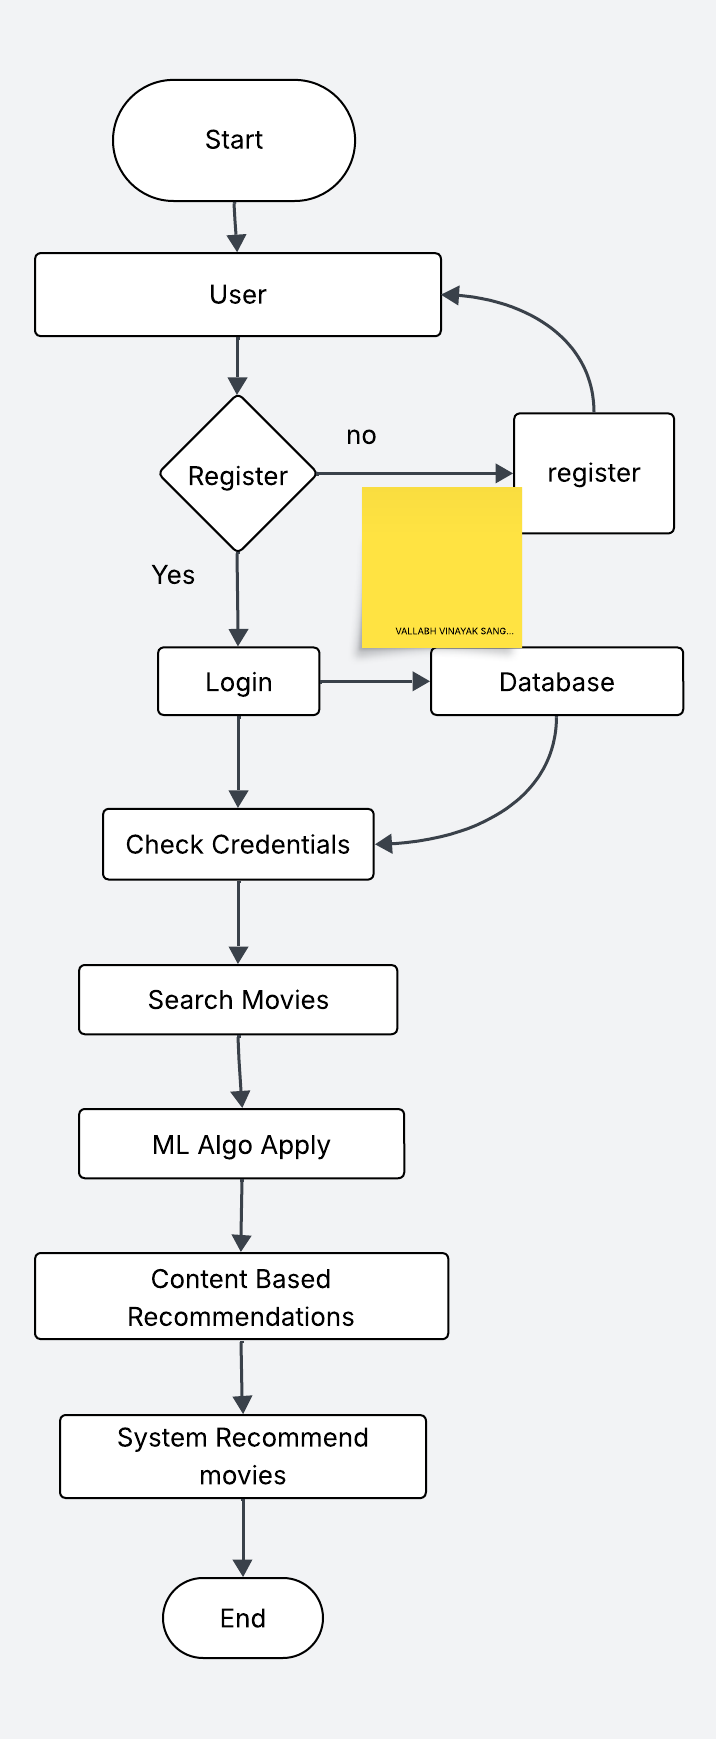 Start
User
no
Register
register
Yes
VALLABH VINAYAK SANG...
Login
Database
Check Credentials
Search Movies
ML Algo Apply
Content Based
Recommendations
System Recommend
movies
End